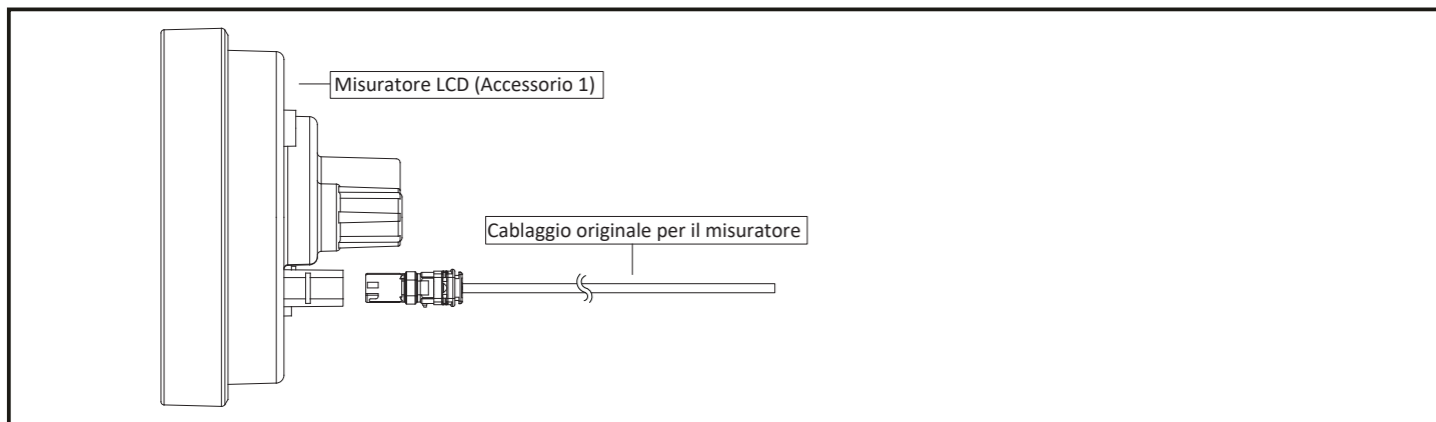 Misuratore LCD (Accessorio 1)
Cablaggio originale per il misuratore